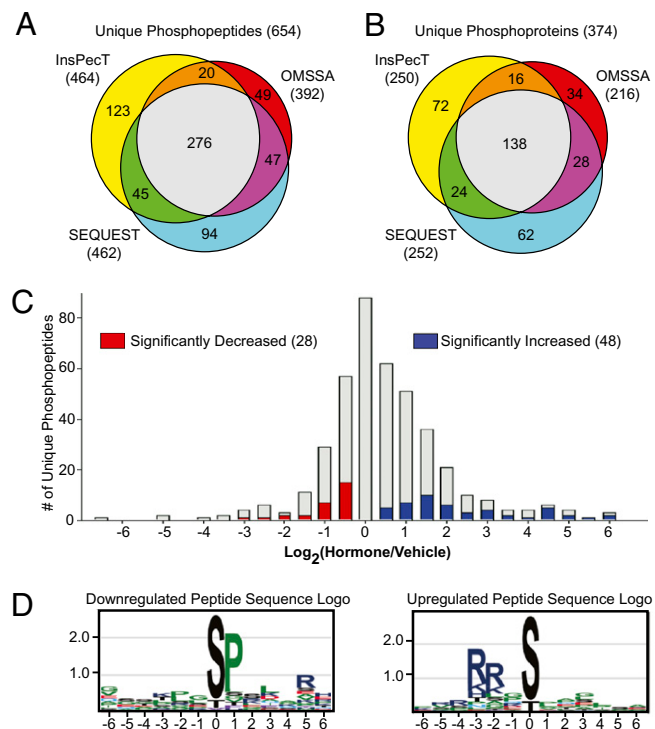 A
Unique Phosphopeptides (654)
InsPecT
(464)
OMSSA
(392)
SEQUEST
(462)
20
49
123
276
47
45
94
B
Unique Phosphoproteins (374)
InsPecT
(250)
OMSSA
(216)
SEQUEST
(252)
16
34
72
138
28
24
62
C
# of Unique Phosphopeptides
80
60
40
20
0
Significantly Decreased (28)
Significantly Increased (48)
-6 -5 -4 -3 -2 -1 0 1 2 3 4 5 6
Log2(Hormone/Vehicle)
D
Downregulated Peptide Sequence Logo
2.0
1.0
S P
R
-6 -5 -4 -3 -2 -1 0 1 2 3 4 5 6
Upregulated Peptide Sequence Logo
2.0
1.0
R R S
-6 -5 -4 -3 -2 -1 0 1 2 3 4 5 6